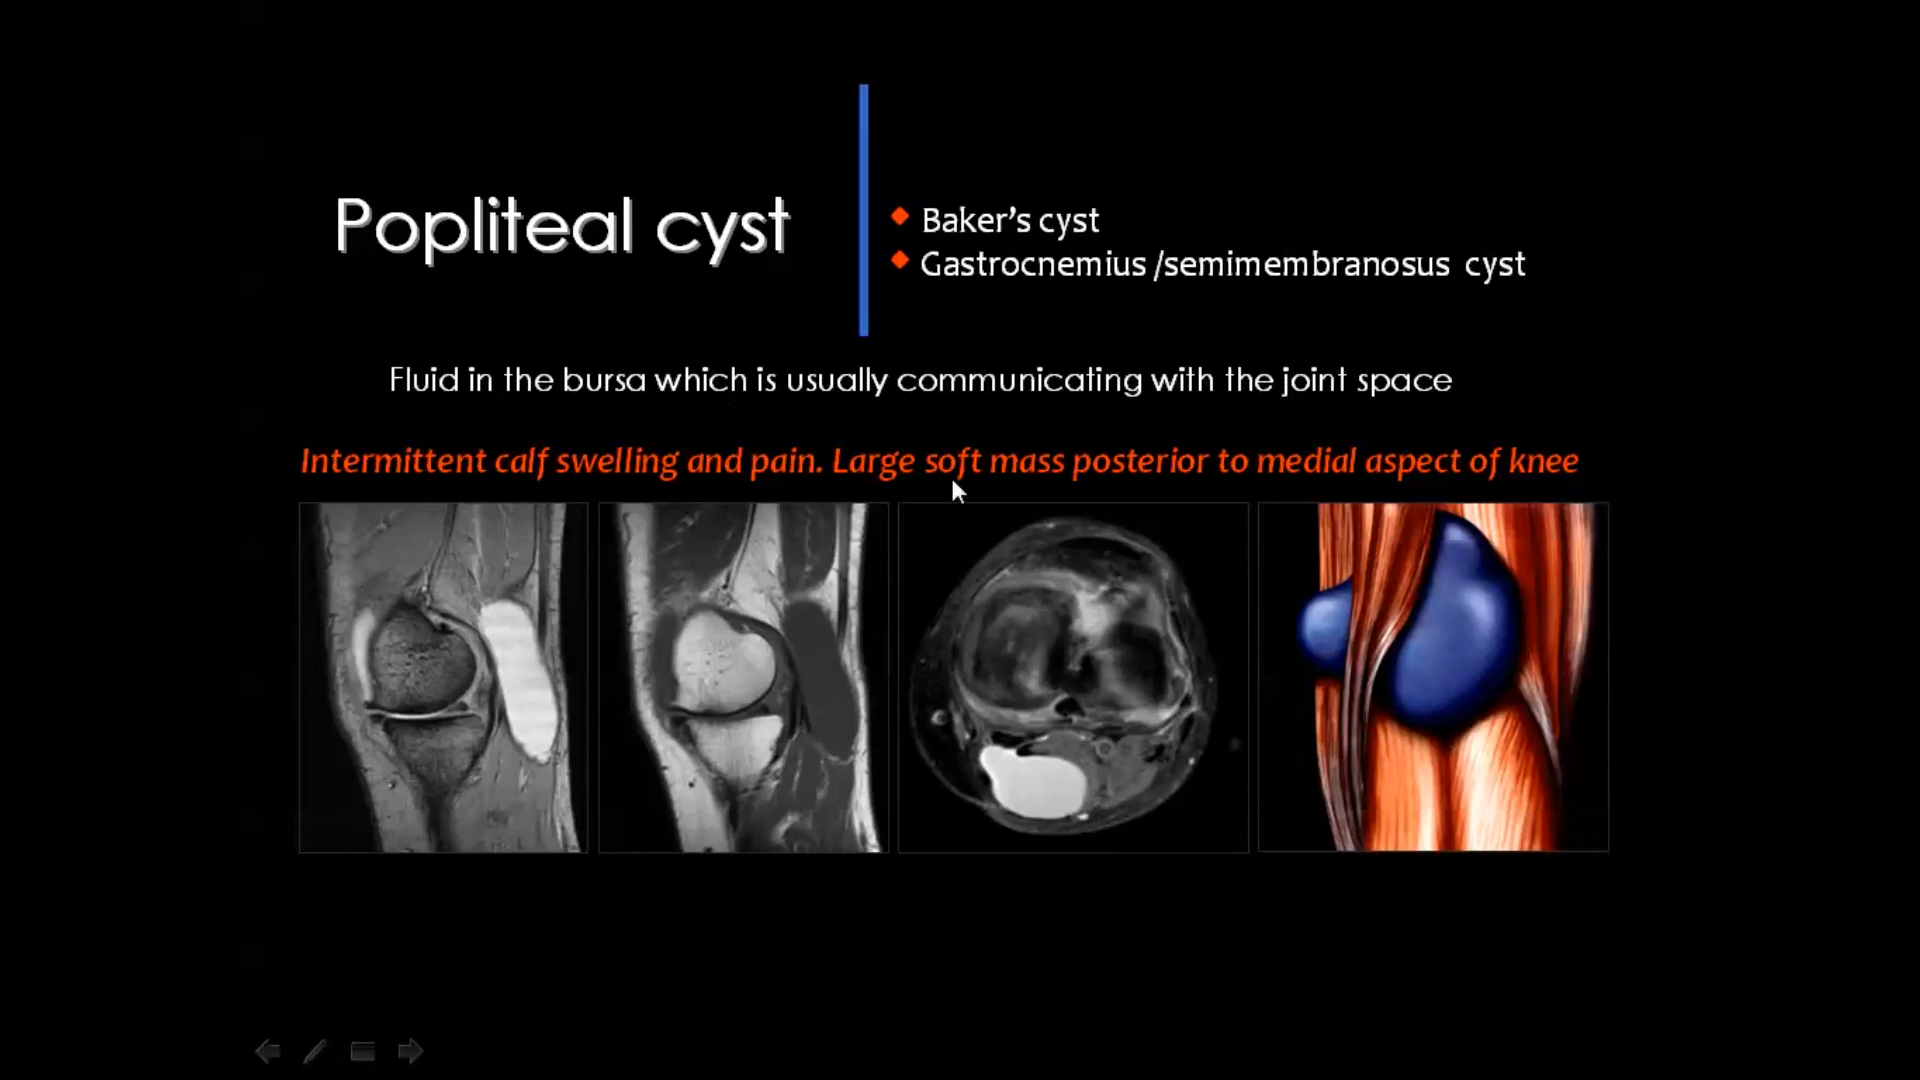 Popliteal cyst
Baker's cyst
Gastrocnemius /semimembranosus cyst
Fluid in the bursa which is usually communicating with the joint space
Intermittent calf swelling and pain. Large soft mass posterior to medial aspect of knee